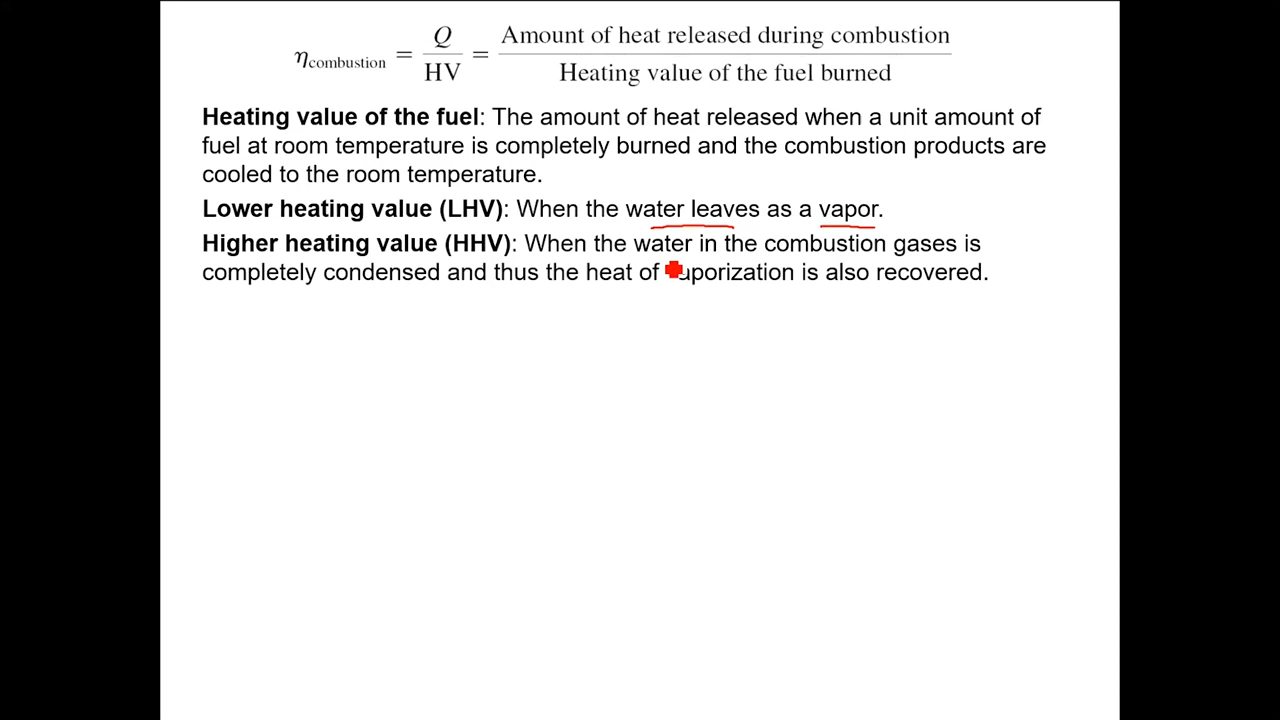 η combustion = Q / HV = Amount of heat released during combustion / Heating value of the fuel burned
Heating value of the fuel: The amount of heat released when a unit amount of
fuel at room temperature is completely burned and the combustion products are
cooled to the room temperature.
Lower heating value (LHV): When the water leaves as a vapor.
Higher heating value (HHV): When the water in the combustion gases is
completely condensed and thus the heat of vaporization is also recovered.